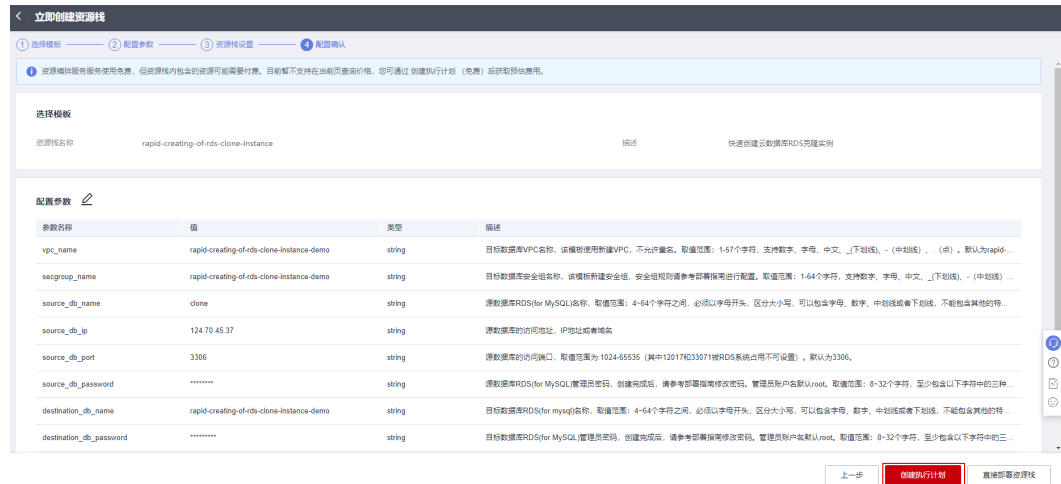 立即创建资源栈
1 选择模板 2 配置参数 3 资源栈设置 4 配置确认
资源编排服务服务使用免费，但资源栈内包含的资源可能需要付费。目前暂不支持在当前页查询价格，您可通过 创建执行计划 （免费）后获取预估费用。
选择模板
资源栈名称 rapid-creating-of-rds-clone-instance 描述 快速创建云数据库RDS克隆实例
配置参数
参数名称 值 类型 描述
vpc_name rapid-creating-of-rds-clone-instance-demo string 目标数据库VPC名称，该模板使用新建VPC，不允许重名。取值范围：1-57个字符，支持数字、字母、中文、_(下划线)、-（中划线）、.（点）。默认为rapid-...
secgroup_name rapid-creating-of-rds-clone-instance-demo string 目标数据库安全组名称，该模板新建安全组，安全组规则请参考部署指南进行配置。取值范围：1-64个字符，支持数字、字母、中文、_(下划线)、-（中划线）...
source_db_name clone string 源数据库RDS(for MySQL)名称，取值范围：4~64个字符之间，必须以字母开头，区分大小写，可以包含字母、数字、中划线或者下划线，不能包含其他的特...
source_db_ip 124.70.45.37 string 源数据库的访问地址，IP地址或者域名
source_db_port 3306 string 源数据库的访问端口，取值范围为:1024-65535（其中12017和33071被RDS系统占用不可设置）。默认为3306。
source_db_password ******** string 源数据库RDS(for MySQL)管理员密码，创建完成后，请参考部署指南修改密码。管理员账户名默认root。取值范围：8~32个字符，至少包含以下字符中的三种...
destination_db_name rapid-creating-of-rds-clone-instance-demo string 目标数据库RDS(for mysql)名称，取值范围：4~64个字符之间，必须以字母开头，区分大小写，可以包含字母、数字、中划线或者下划线，不能包含其他的特...
destination_db_password ********* string 目标数据库RDS(for MySQL)管理员密码，创建完成后，请参考部署指南修改密码。管理员账户名默认root。取值范围：8~32个字符，至少包含以下字符中的三...
上一步 创建执行计划 直接部署资源栈